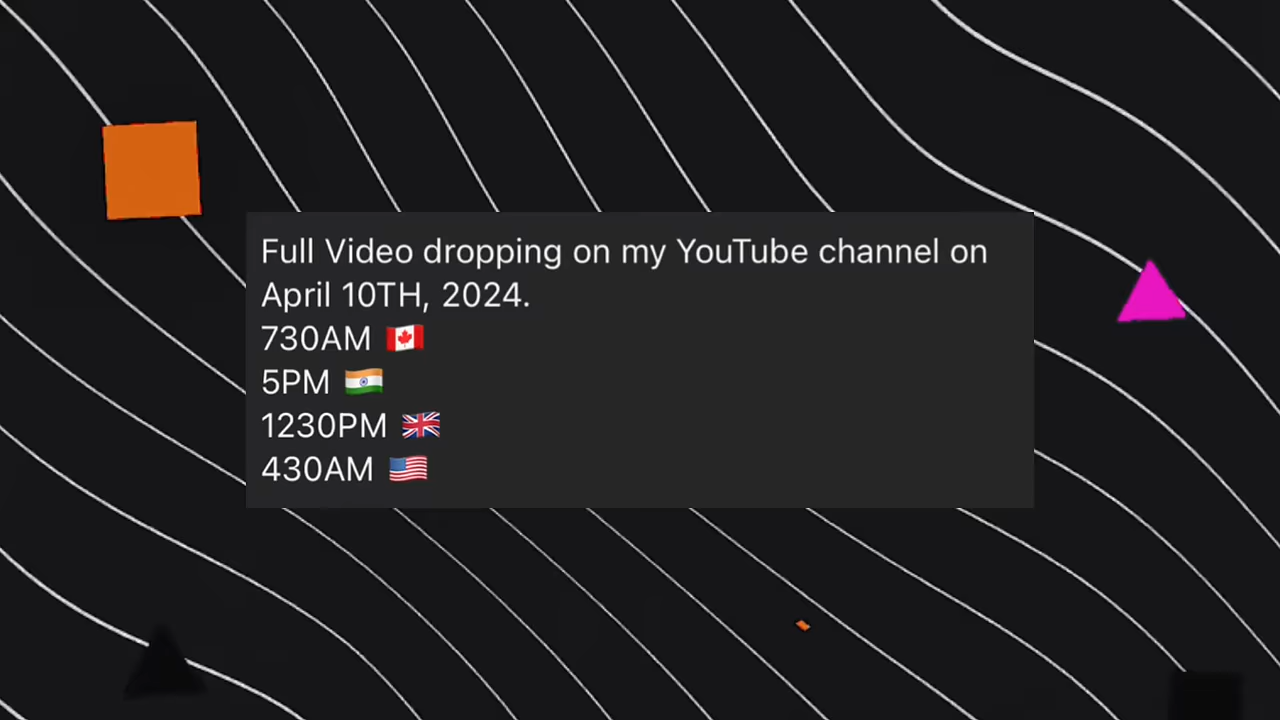 Full Video dropping on my YouTube channel on
April 10TH, 2024.
730AM 🇨🇦
5PM 🇮🇳
1230PM 🇬🇧
430AM 🇺🇸